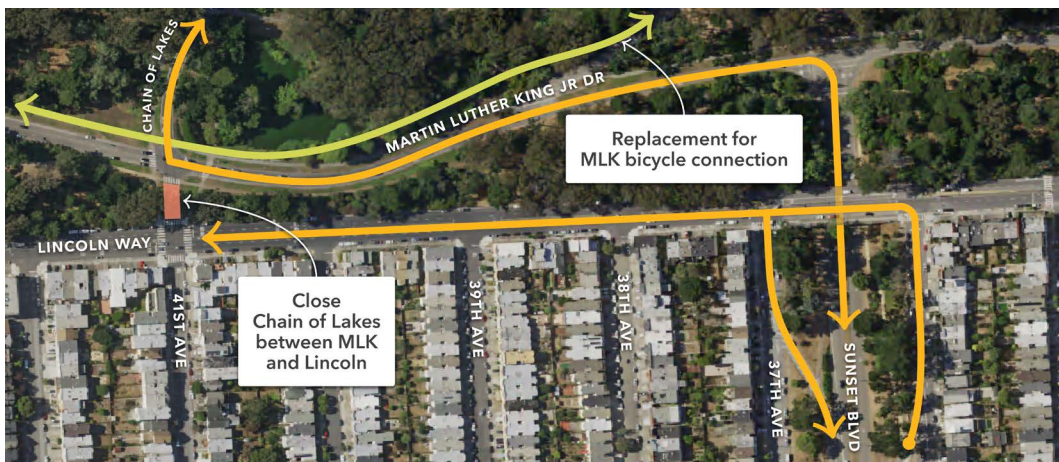 CHAIN OF LAKES
MARTIN LUTHER KING JR DR
Replacement for
MLK bicycle connection
LINCOLN WAY
Close
Chain of Lakes
between MLK
and Lincoln
41ST AVE
39TH AVE
38TH AVE
37TH AVE
SUNSET BLVD